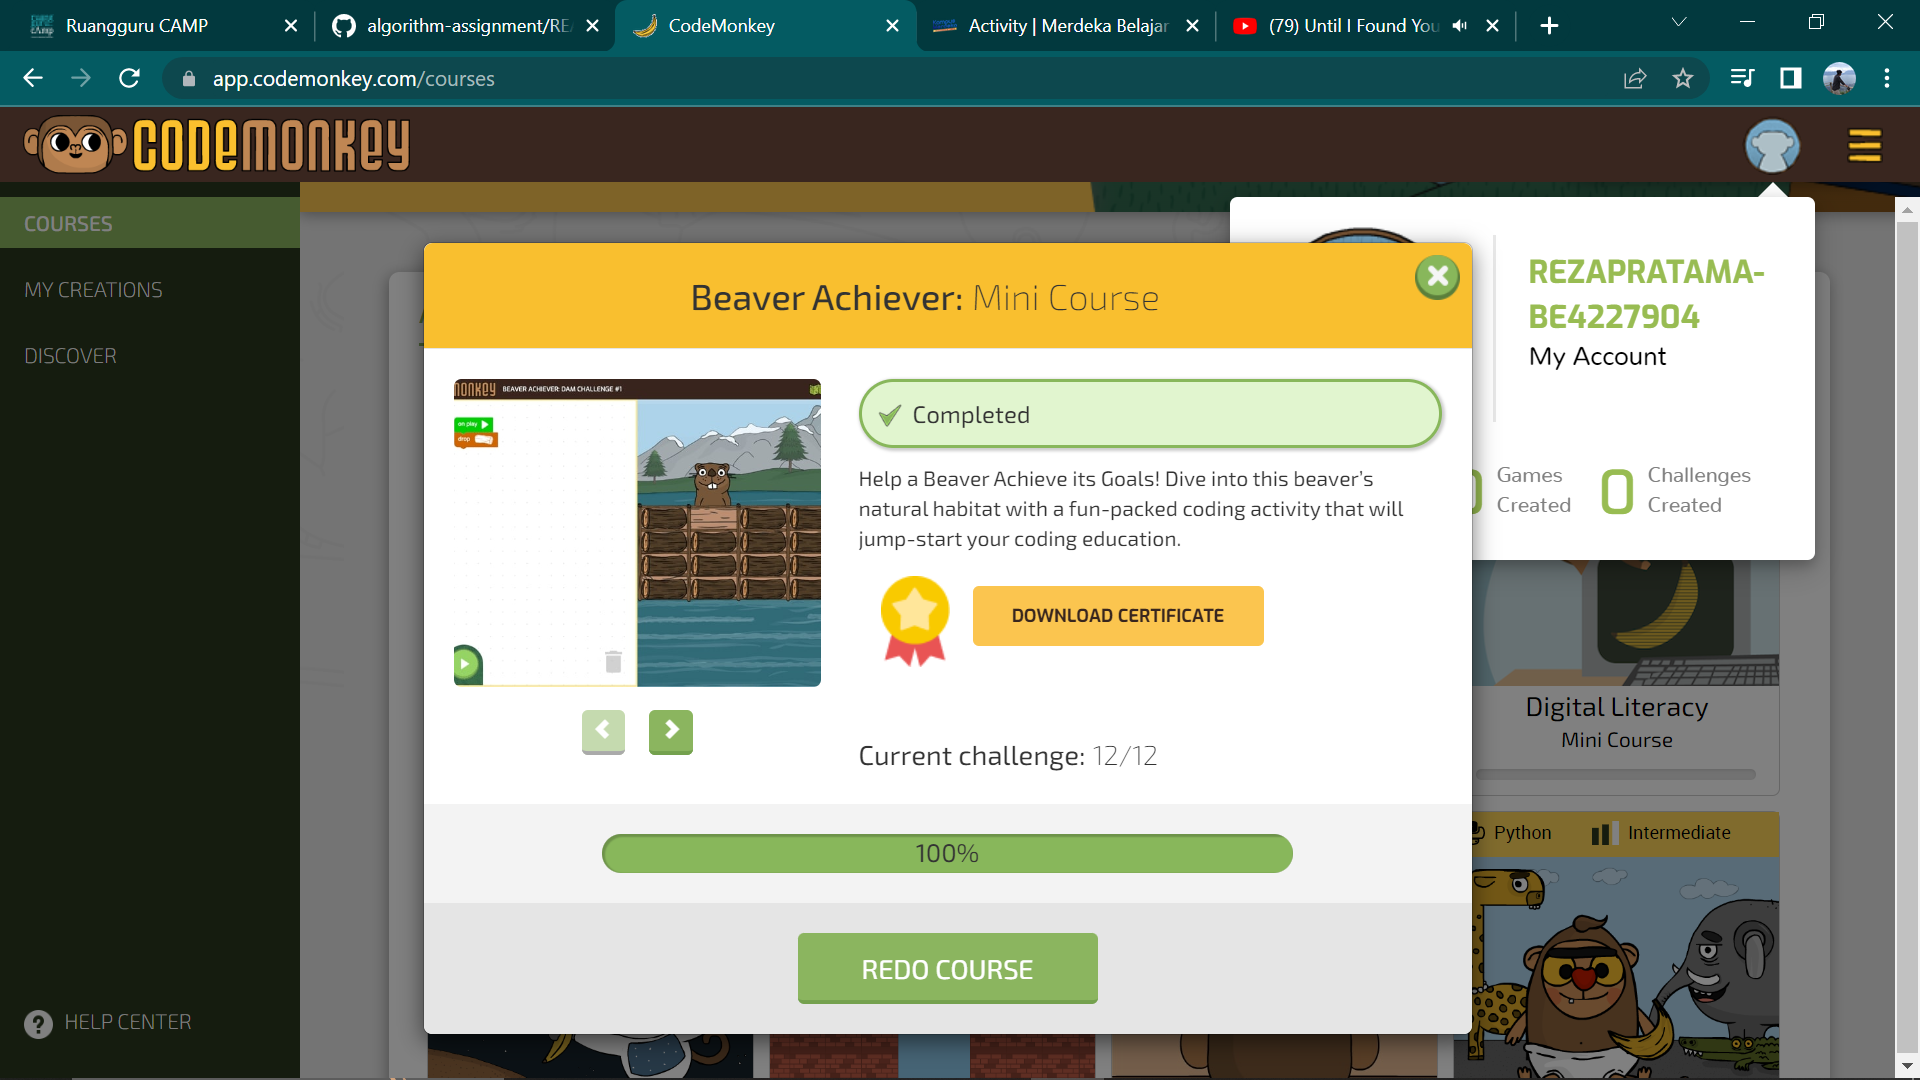 Ruangguru CAMP
algorithm-assignment/REA
CodeMonkey
Activity | Merdeka Belajar
(79) Until I Found You
app.codemonkey.com/courses
CODEMONKEY
COURSES
MY CREATIONS
DISCOVER
HELP CENTER
REZAPRATAMA-
BE4227904
My Account
Games
Created
0 Challenges
Created
Beaver Achiever: Mini Course
MONKEY BEAVER ACHIEVER: DAM CHALLENGE #1
on play
drop
Completed
Help a Beaver Achieve its Goals! Dive into this beaver’s
natural habitat with a fun-packed coding activity that will
jump-start your coding education.
DOWNLOAD CERTIFICATE
Current challenge: 12/12
100%
REDO COURSE
Digital Literacy
Mini Course
Python
Intermediate